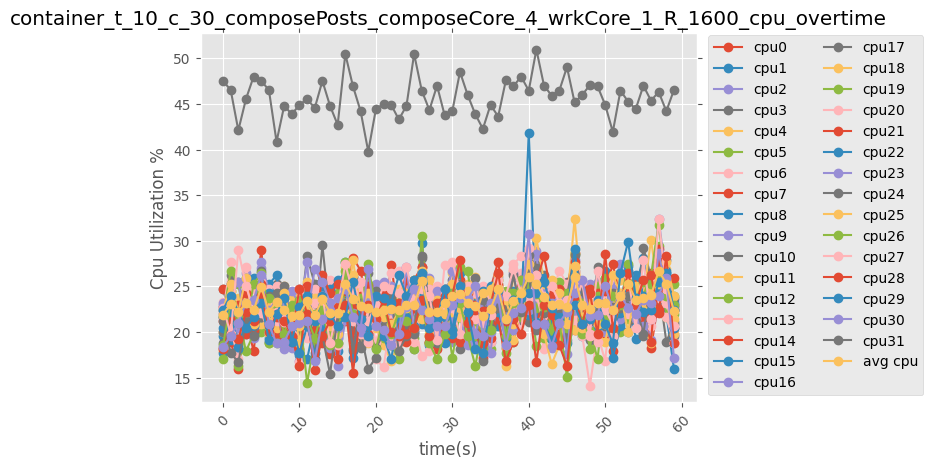 container_t_10_c_30_composePosts_composeCore_4_wrkCore_1_R_1600_cpu_overtime
Cpu Utilization %
50
45
40
35
30
25
20
15
0
10
20
30
40
50
60
time(s)
cpu0
cpu1
cpu2
cpu3
cpu4
cpu5
cpu6
cpu7
cpu8
cpu9
cpu10
cpu11
cpu12
cpu13
cpu14
cpu15
cpu16
cpu17
cpu18
cpu19
cpu20
cpu21
cpu22
cpu23
cpu24
cpu25
cpu26
cpu27
cpu28
cpu29
cpu30
cpu31
avg cpu